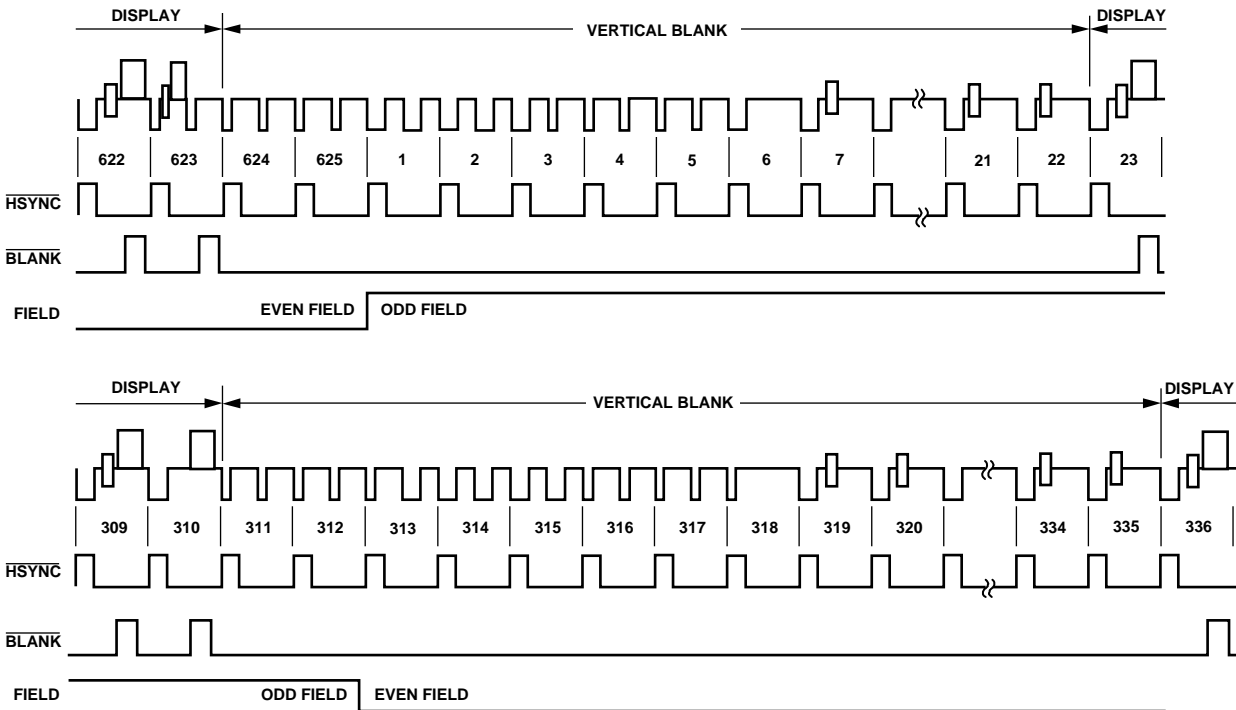 DISPLAY VERTICAL BLANK DISPLAY
622 623 624 625 1 2 3 4 5 6 7 21 22 23
HSYNC
BLANK
FIELD EVEN FIELD ODD FIELD
DISPLAY VERTICAL BLANK DISPLAY
309 310 311 312 313 314 315 316 317 318 319 320 334 335 336
HSYNC
BLANK
FIELD ODD FIELD EVEN FIELD